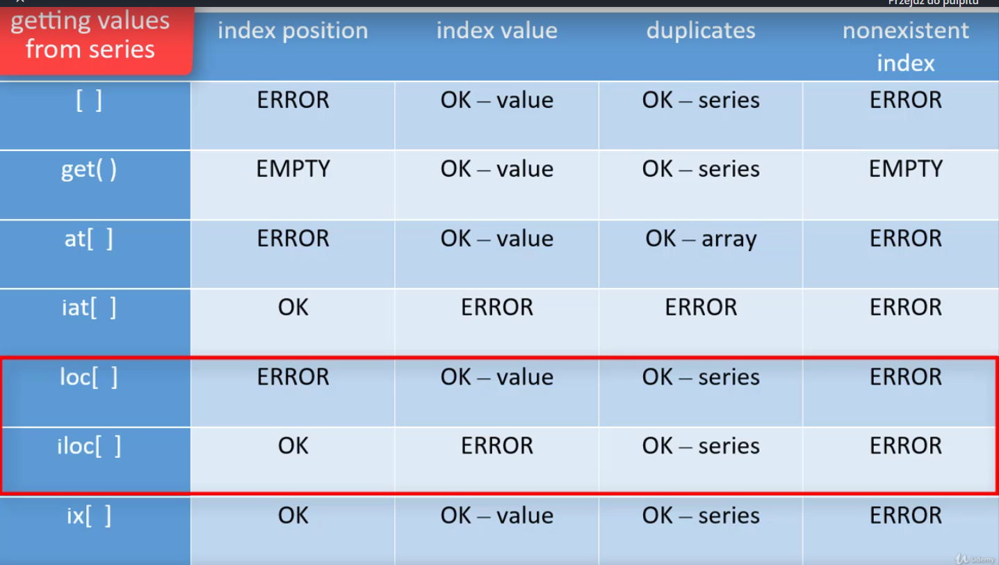 Przejdź do pulpitu
getting values
from series
index position
index value
duplicates
nonexistent
index
[ ]
ERROR
OK – value
OK – series
ERROR
get( )
EMPTY
OK – value
OK – series
EMPTY
at[ ]
ERROR
OK – value
OK – array
ERROR
iat[ ]
OK
ERROR
ERROR
ERROR
loc[ ]
ERROR
OK – value
OK – series
ERROR
iloc[ ]
OK
ERROR
OK – series
ERROR
ix[ ]
OK
OK – value
OK – series
ERROR
Udemy